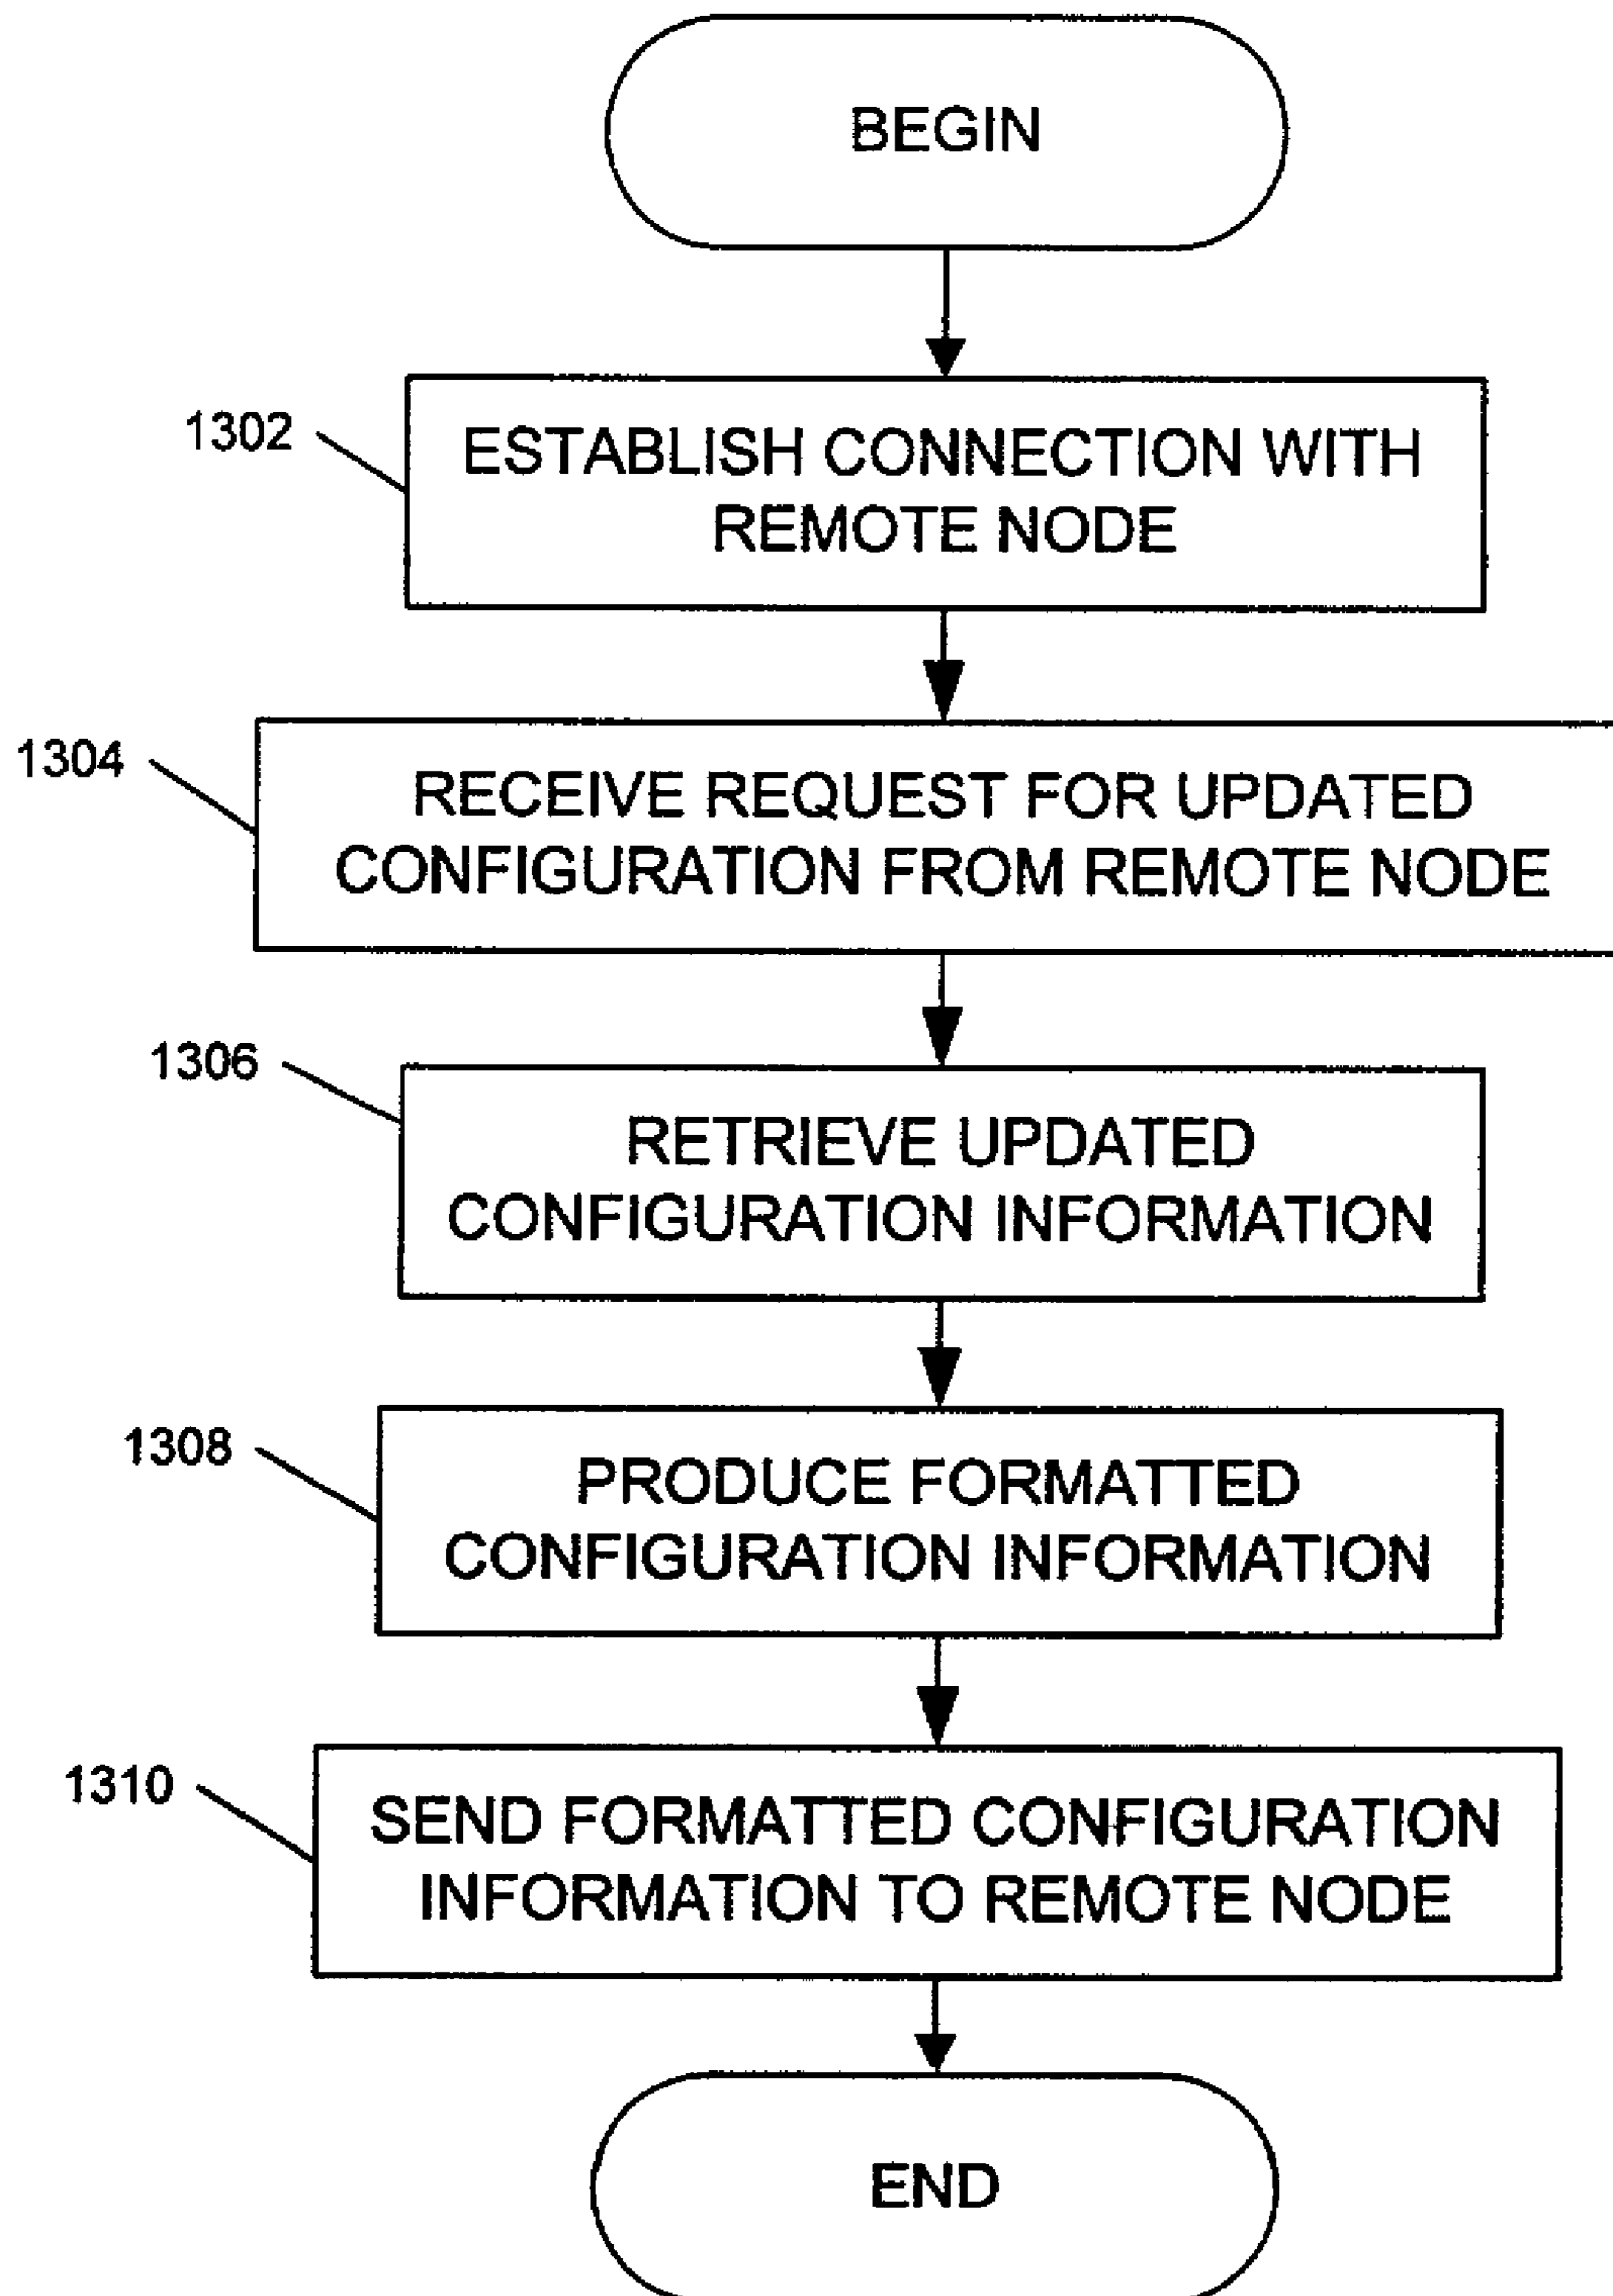 BEGIN
1302
ESTABLISH CONNECTION WITH
REMOTE NODE
1304
RECEIVE REQUEST FOR UPDATED
CONFIGURATION FROM REMOTE NODE
1306
RETRIEVE UPDATED
CONFIGURATION INFORMATION
1308
PRODUCE FORMATTED
CONFIGURATION INFORMATION
1310
SEND FORMATTED CONFIGURATION
INFORMATION TO REMOTE NODE
END